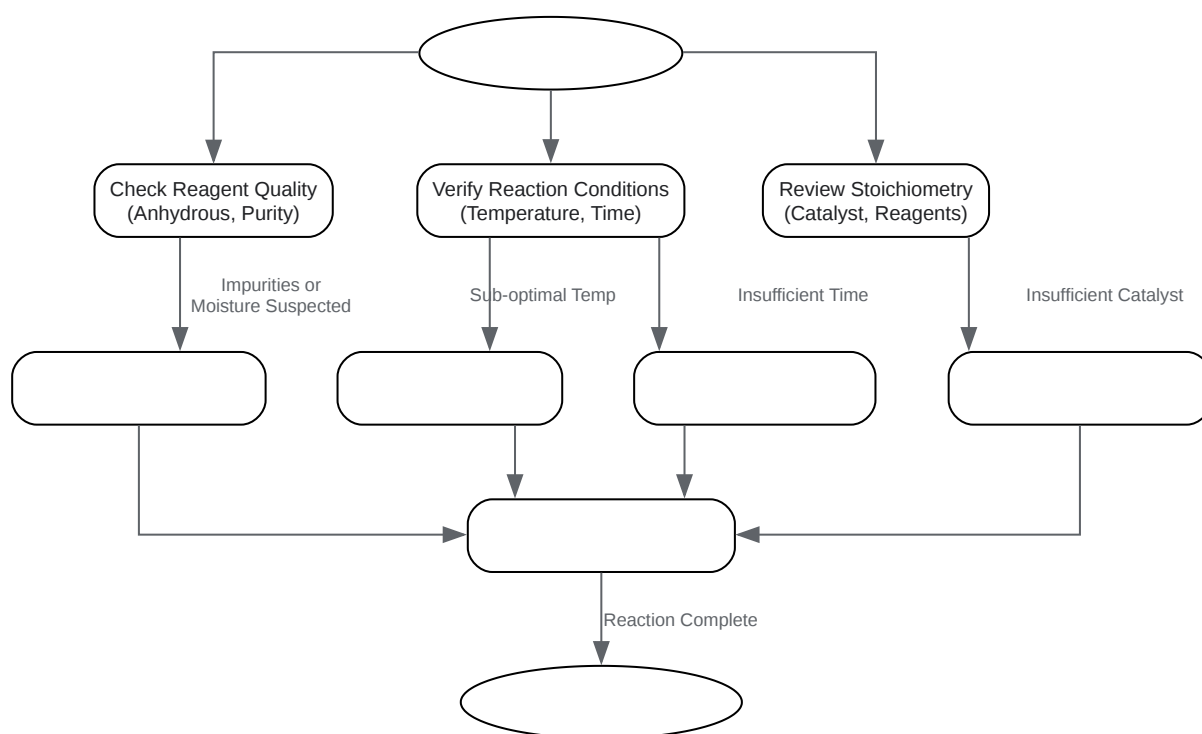 Check Reagent Quality
(Anhydrous, Purity)
Verify Reaction Conditions
(Temperature, Time)
Review Stoichiometry
(Catalyst, Reagents)
Impurities or
Moisture Suspected
Sub-optimal Temp
Insufficient Time
Insufficient Catalyst
Reaction Complete